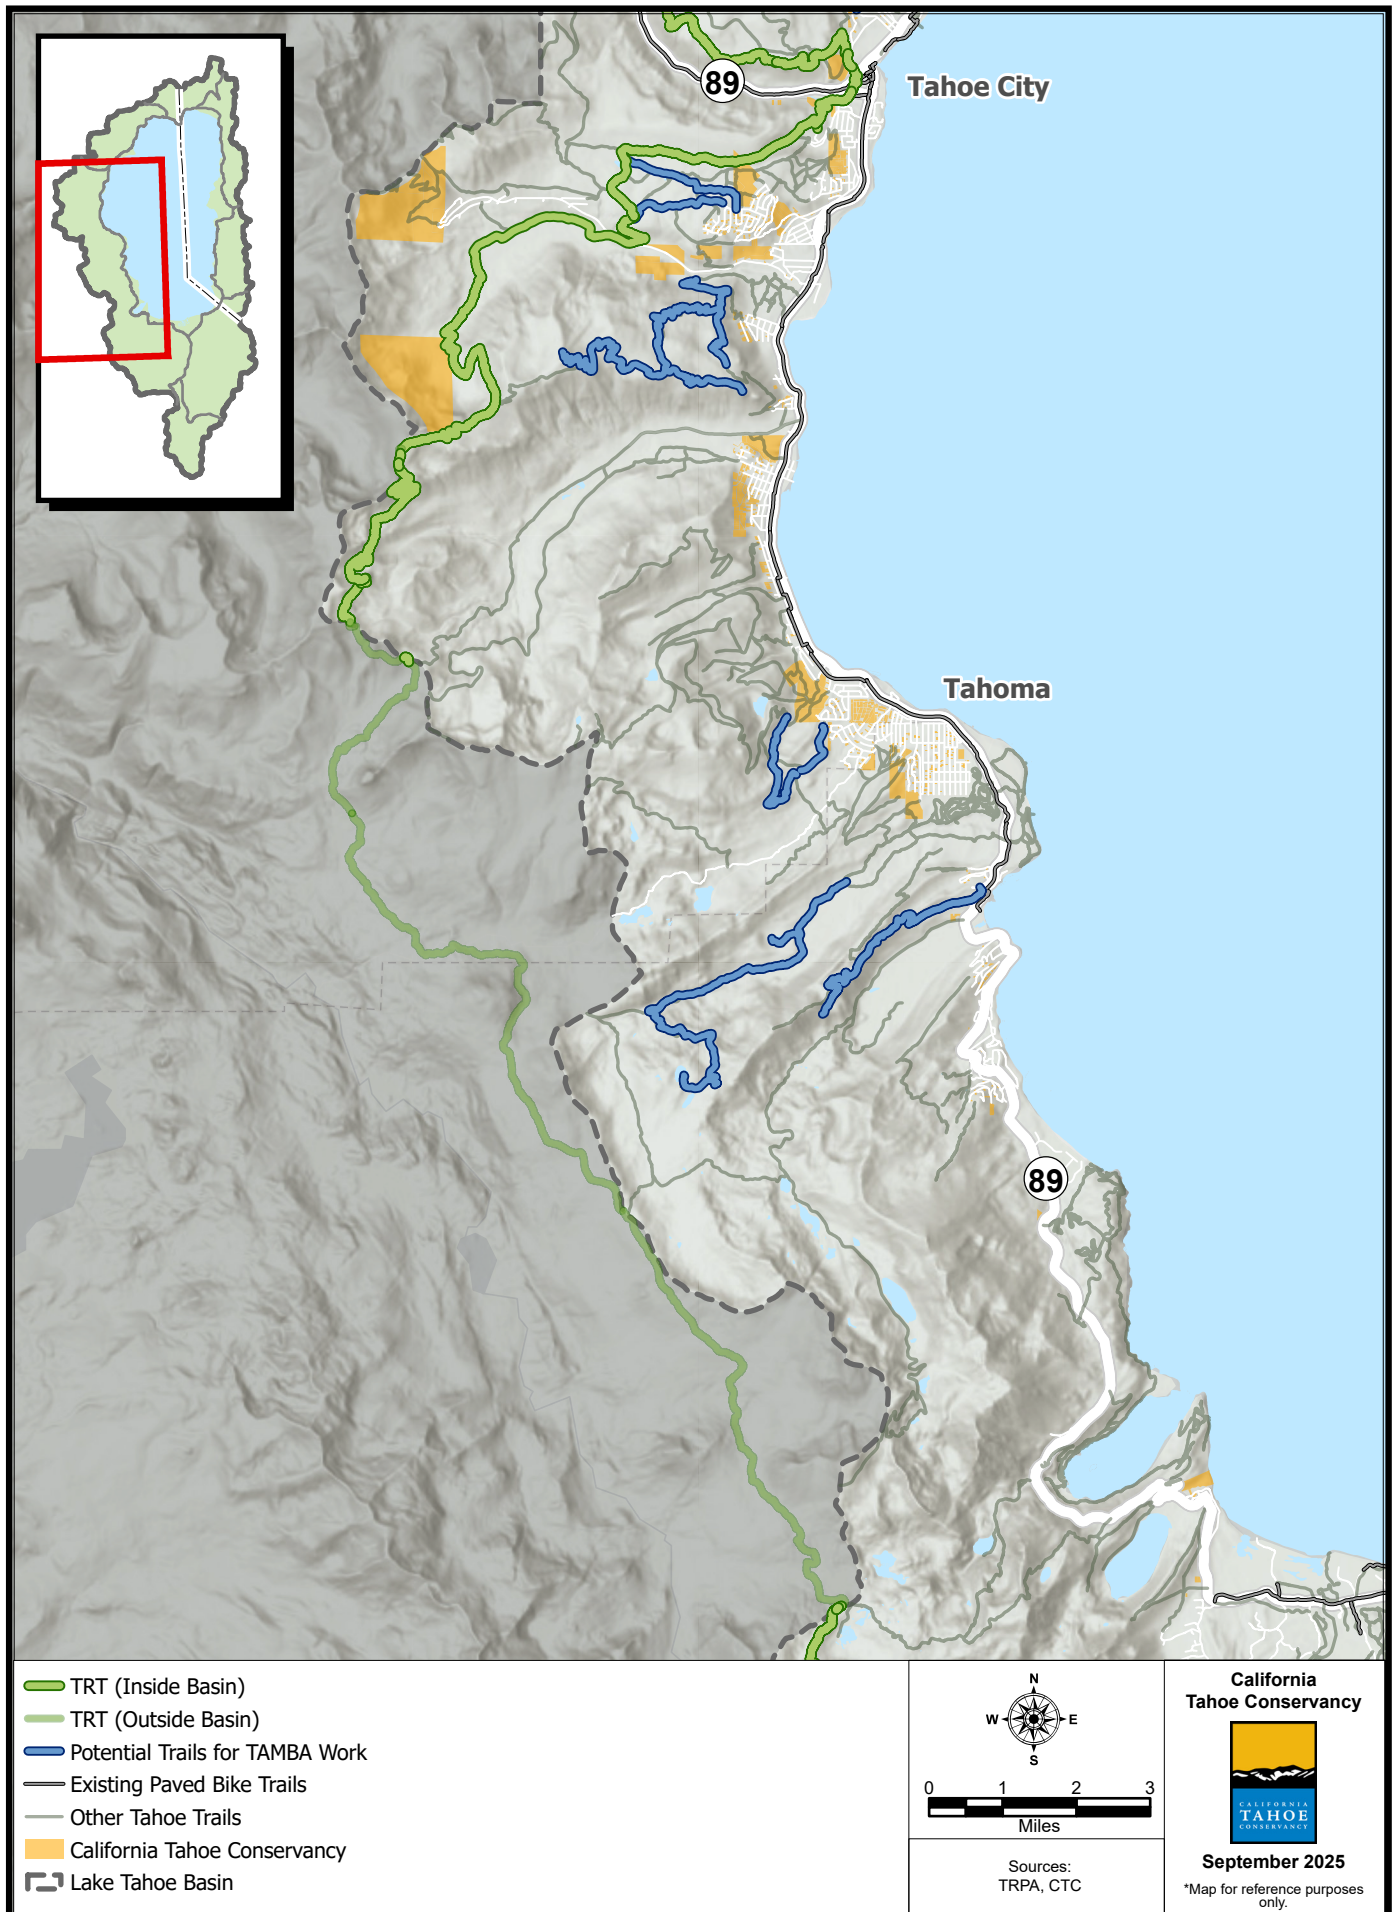 89
Tahoe City
Tahoma
89
TRT (Inside Basin)
TRT (Outside Basin)
Potential Trails for TAMBA Work
Existing Paved Bike Trails
Other Tahoe Trails
California Tahoe Conservancy
Lake Tahoe Basin
N
W E
S
0 1 2 3
Miles
Sources:
TRPA, CTC
California
Tahoe Conservancy
CALIFORNIA
TAHOE
CONSERVANCY
September 2025
*Map for reference purposes
only.